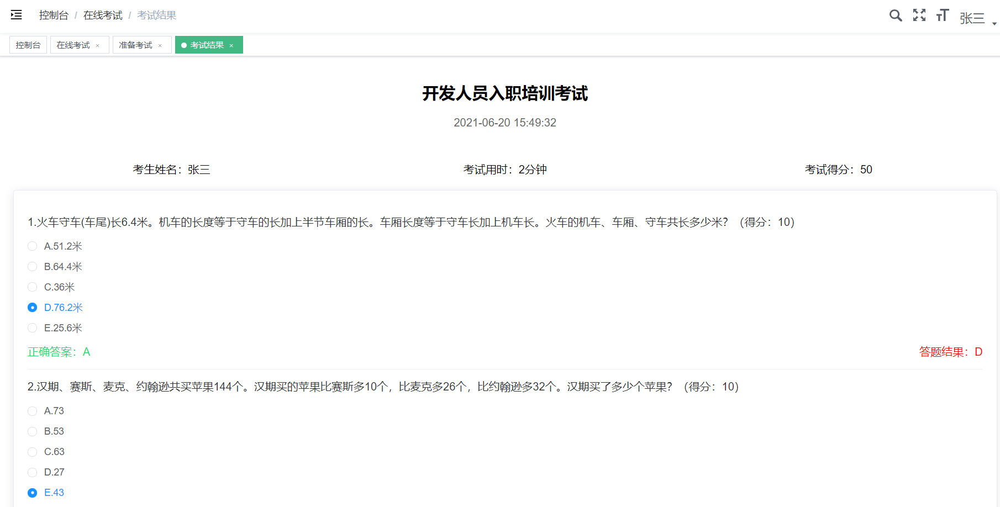 控制台 / 在线考试 / 考试结果
张三
控制台 在线考试 × 准备考试 × 考试结果 ×
开发人员入职培训考试
2021-06-20 15:49:32
考生姓名：张三 考试用时：2分钟 考试得分：50
1.火车守车(车尾)长6.4米。机车的长度等于守车的长加上半节车厢的长。车厢长度等于守车长加上机车长。火车的机车、车厢、守车共长多少米？（得分：10）
A.51.2米
B.64.4米
C.36米
D.76.2米
E.25.6米
正确答案：A 答题结果：D
2.汉期、赛斯、麦克、约翰逊共买苹果144个。汉期买的苹果比赛斯多10个，比麦克多26个，比约翰逊多32个。汉期买了多少个苹果？（得分：10）
A.73
B.53
C.63
D.27
E.43